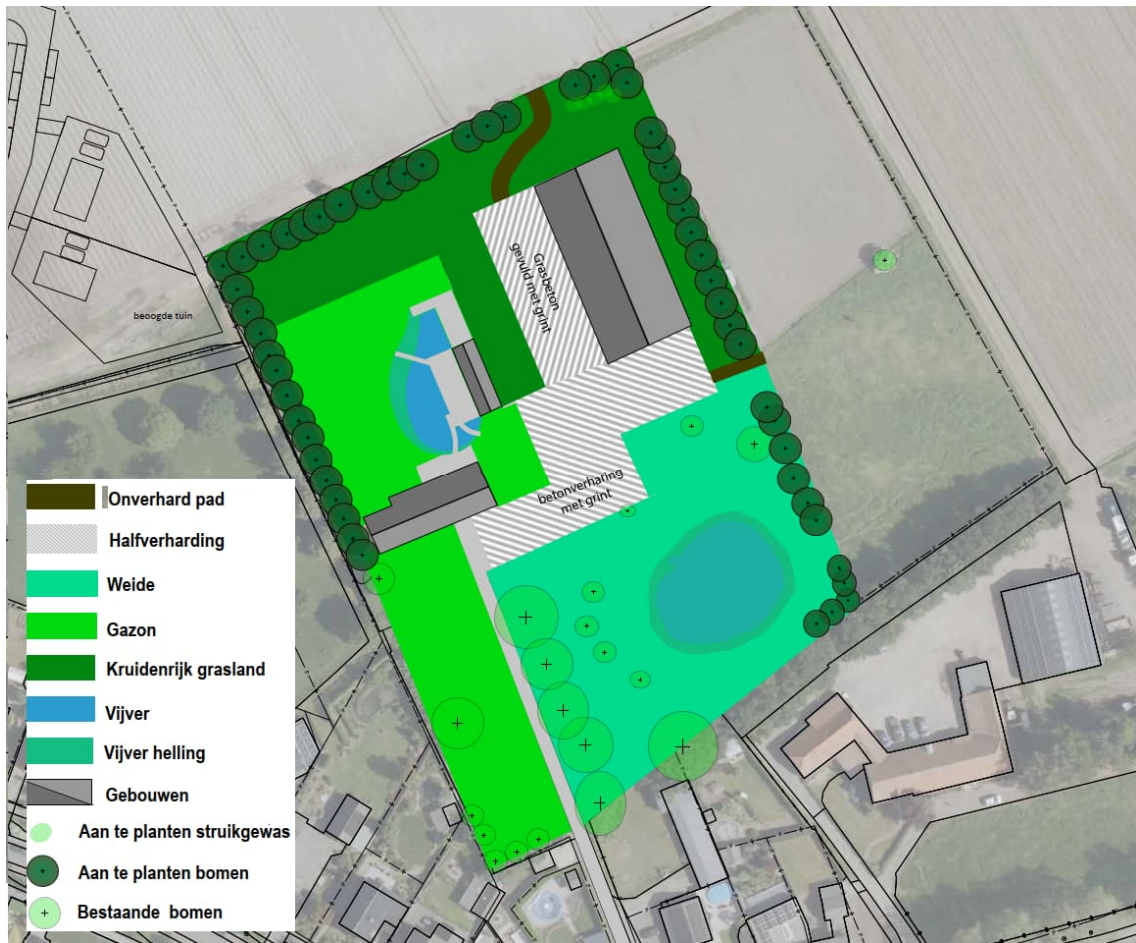 Grasbeton
gevuld met grint
beoogde tuin
betonverharing
met grint
Onverhard pad
Halfverharding
Weide
Gazon
Kruidenrijk grasland
Vijver
Vijver helling
Gebouwen
Aan te planten struikgewas
Aan te planten bomen
Bestaande bomen